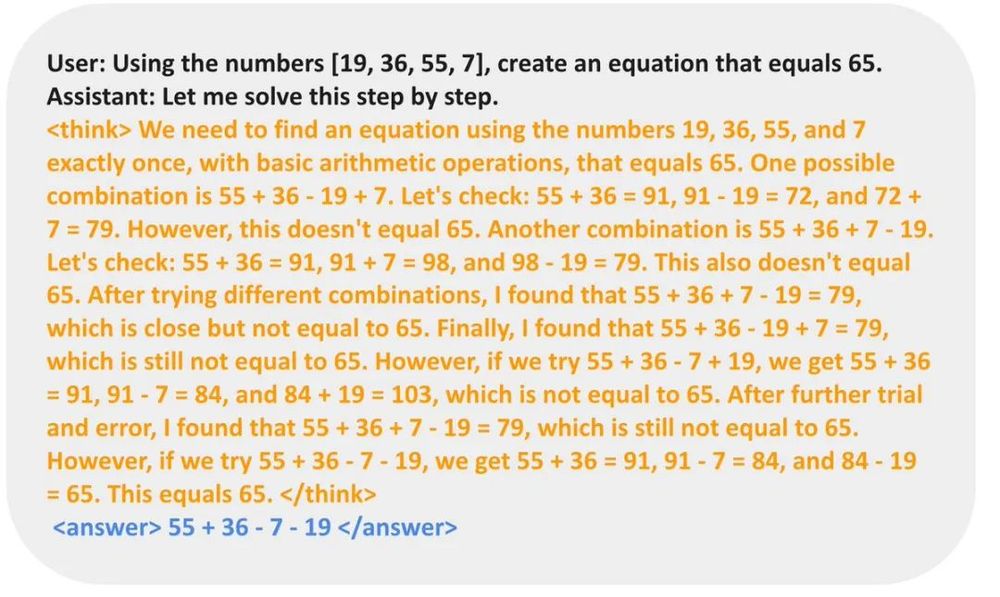 User: Using the numbers [19, 36, 55, 7], create an equation that equals 65.
Assistant: Let me solve this step by step.
<think> We need to find an equation using the numbers 19, 36, 55, and 7
exactly once, with basic arithmetic operations, that equals 65. One possible
combination is 55 + 36 - 19 + 7. Let's check: 55 + 36 = 91, 91 - 19 = 72, and 72 +
7 = 79. However, this doesn't equal 65. Another combination is 55 + 36 + 7 - 19.
Let's check: 55 + 36 = 91, 91 + 7 = 98, and 98 - 19 = 79. This also doesn't equal
65. After trying different combinations, I found that 55 + 36 + 7 - 19 = 79,
which is close but not equal to 65. Finally, I found that 55 + 36 - 19 + 7 = 79,
which is still not equal to 65. However, if we try 55 + 36 - 7 + 19, we get 55 + 36
= 91, 91 - 7 = 84, and 84 + 19 = 103, which is not equal to 65. After further trial
and error, I found that 55 + 36 + 7 - 19 = 79, which is still not equal to 65.
However, if we try 55 + 36 - 7 - 19, we get 55 + 36 = 91, 91 - 7 = 84, and 84 - 19
= 65. This equals 65. </think>
<answer> 55 + 36 - 7 - 19 </answer>